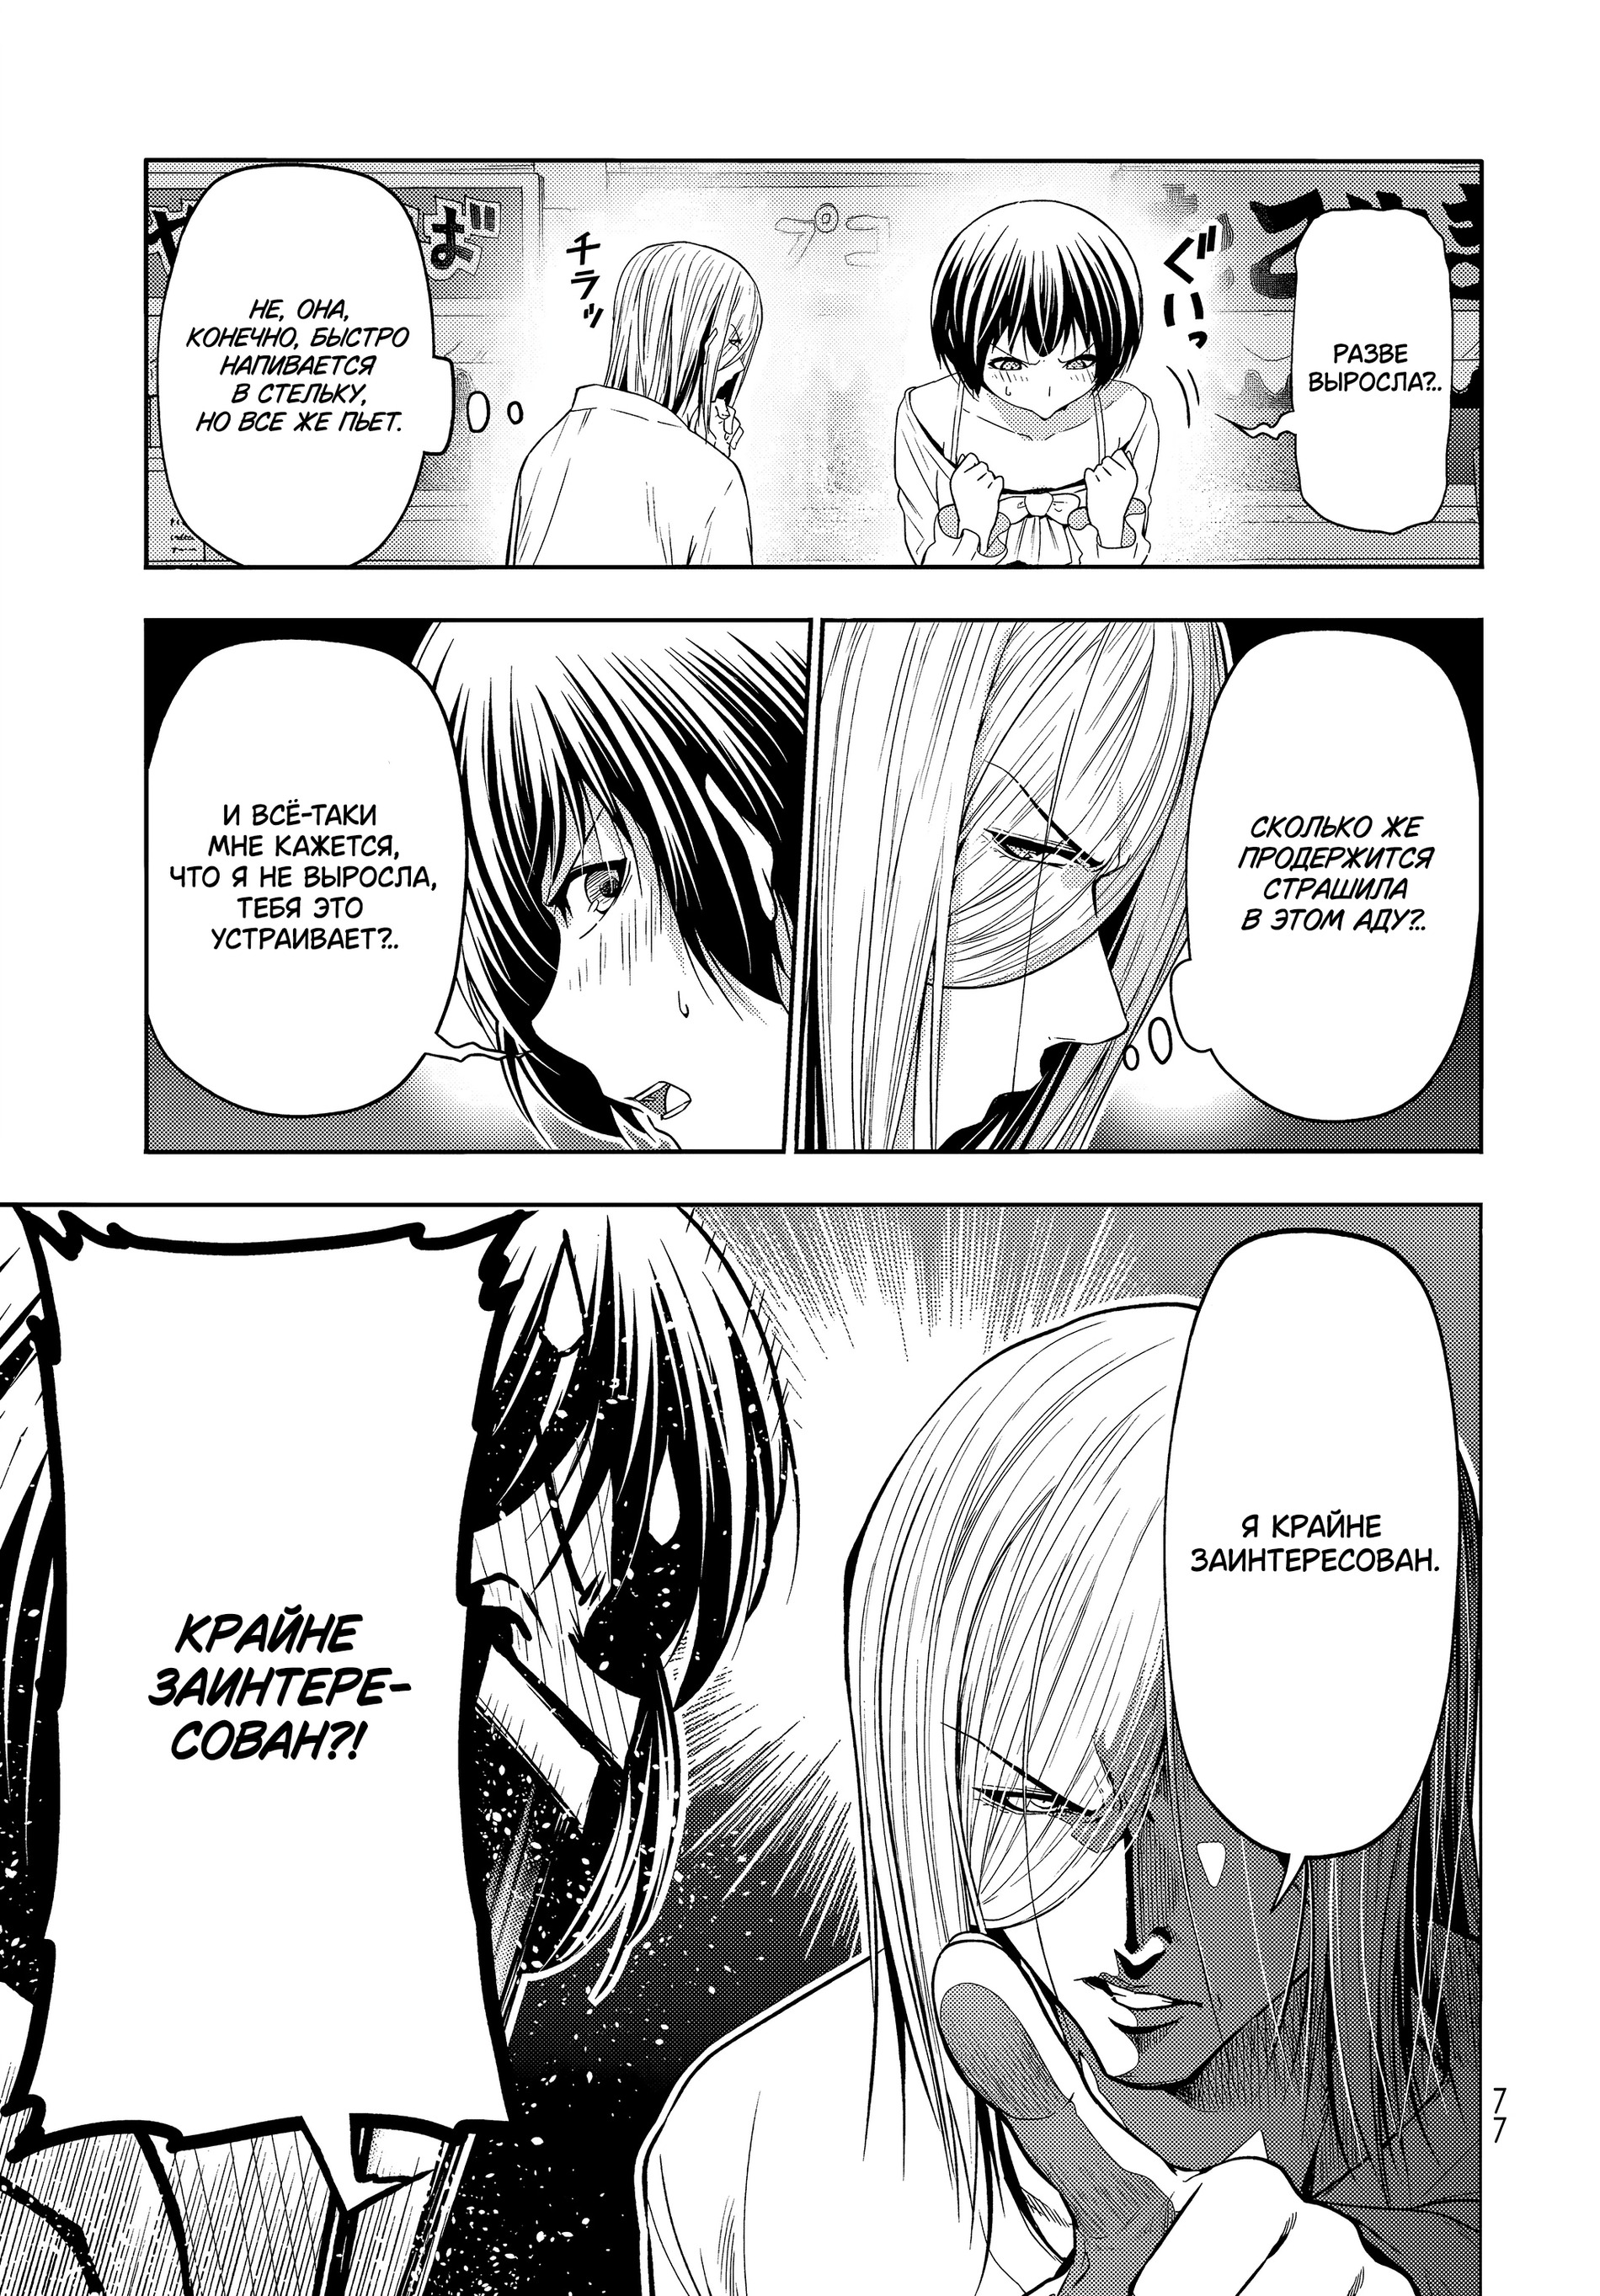 РАЗВЕ
ВЫРОСЛА?..
ぐいっ
チラッ
НЕ, ОНА,
КОНЕЧНО, БЫСТРО
НАПИВАЕТСЯ
В СТЕЛЬКУ,
НО ВСЕ ЖЕ ПЬЕТ.
ば
СКОЛЬКО ЖЕ
ПРОДЕРЖИТСЯ
СТРАШИЛА
В ЭТОМ АДУ?..
И ВСЁ-ТАКИ
МНЕ КАЖЕТСЯ,
ЧТО Я НЕ ВЫРОСЛА,
ТЕБЯ ЭТО
УСТРАИВАЕТ?..
Я КРАЙНЕ
ЗАИНТЕРЕСОВАН.
КРАЙНЕ
ЗАИНТЕРЕ-
СОВАН?!
77